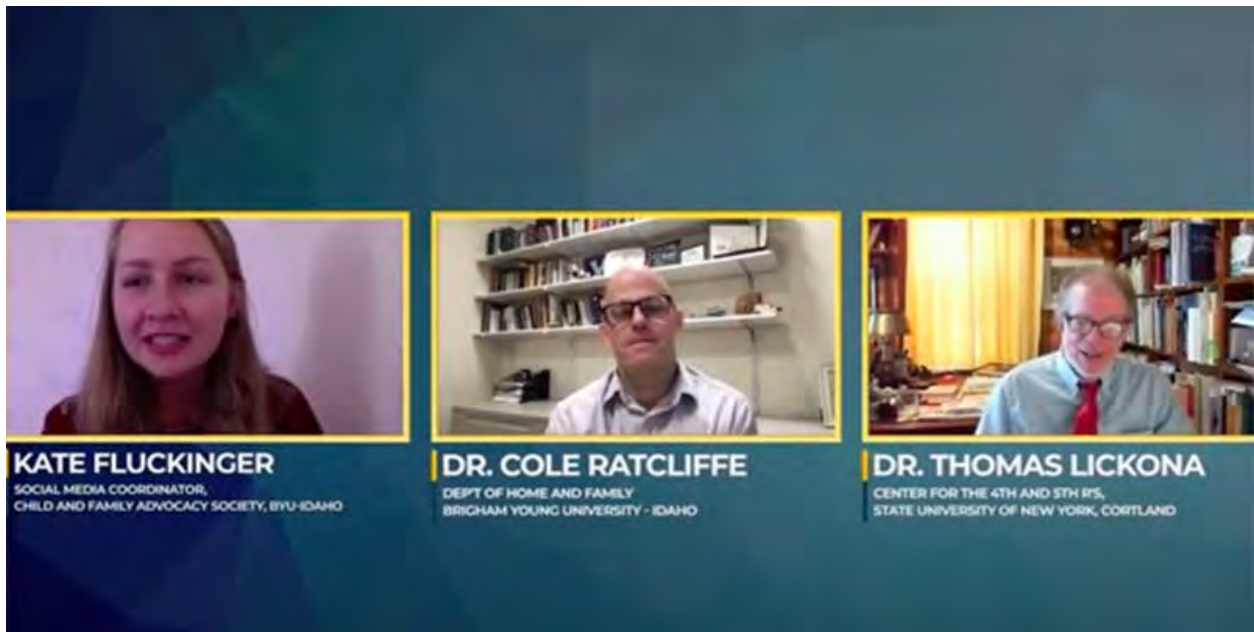 KATE FLUCKINGER
SOCIAL MEDIA COORDINATOR,
CHILD AND FAMILY ADVOCACY SOCIETY, BYU-IDAHO
DR. COLE RATCLIFFE
DEP'T OF HOME AND FAMILY
BRIGHAM YOUNG UNIVERSITY - IDAHO
DR. THOMAS LICKONA
CENTER FOR THE 4TH AND 5TH R'S,
STATE UNIVERSITY OF NEW YORK, CORTLAND